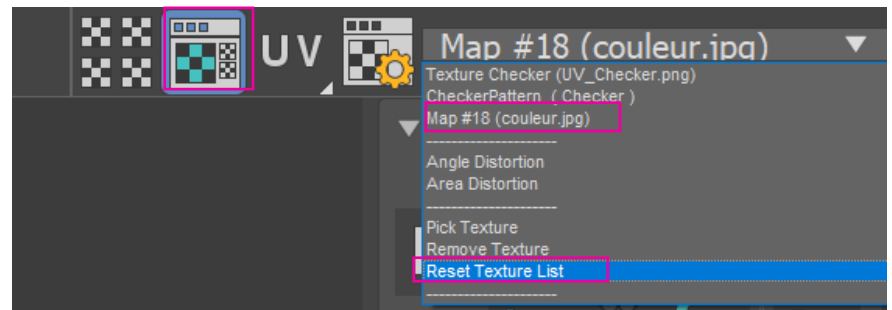 UV
Map #18 (couleur.jpg)
Texture Checker (UV_Checker.png)
CheckerPattern ( Checker )
Map #18 (couleur.jpg)
---------------------
Angle Distortion
Area Distortion
---------------------
Pick Texture
Remove Texture
Reset Texture List
---------------------